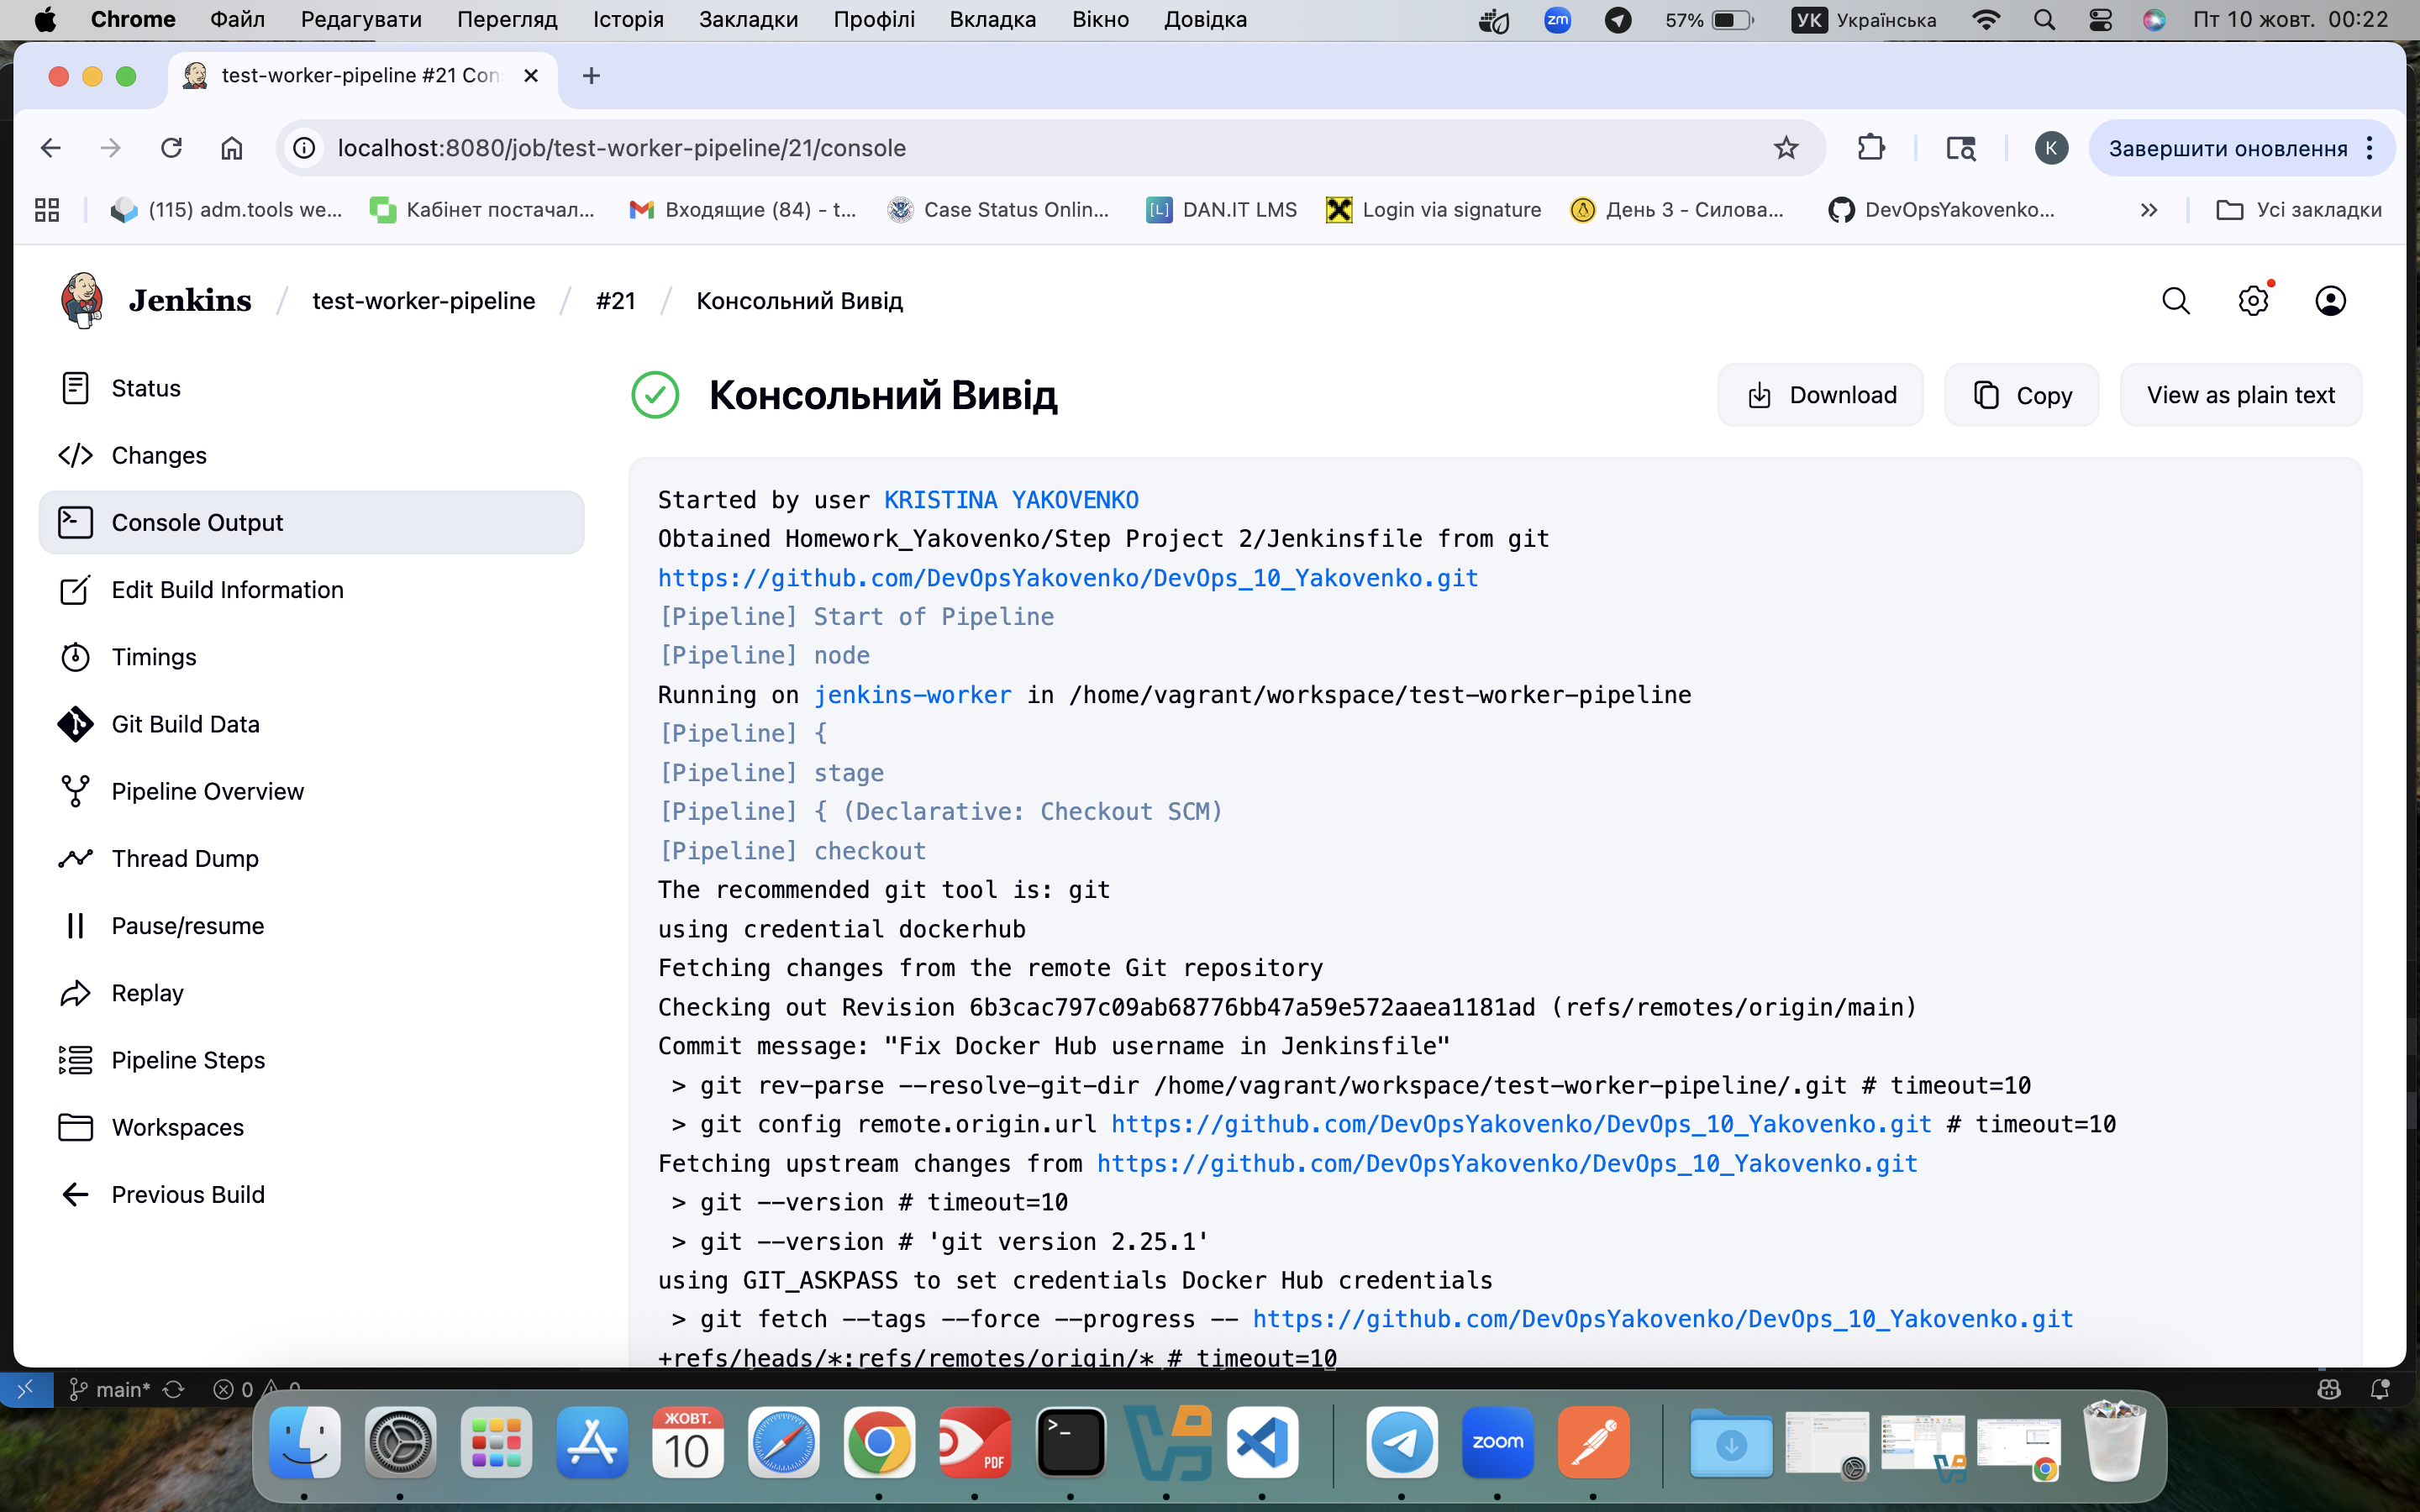 Chrome Файл Редагувати Перегляд Історія Закладки Профілі Вкладка Вікно Довідка zm 57% УК Українська Пт 10 жовт. 00:22
test-worker-pipeline #21 Con
localhost:8080/job/test-worker-pipeline/21/console K Завершити оновлення
(115) adm.tools we... Кабінет постачал... Входящие (84) - t... Case Status Onlin... [L] DAN.IT LMS Login via signature День 3 - Силова... DevOpsYakovenko... Усі закладки
Jenkins / test-worker-pipeline / #21 / Консольний Вивід
Status
Changes
Console Output
Edit Build Information
Timings
Git Build Data
Pipeline Overview
Thread Dump
Pause/resume
Replay
Pipeline Steps
Workspaces
Previous Build
Консольний Вивід Download Copy View as plain text
Started by user KRISTINA YAKOVENKO
Obtained Homework_Yakovenko/Step Project 2/Jenkinsfile from git
https://github.com/DevOpsYakovenko/DevOps_10_Yakovenko.git
[Pipeline] Start of Pipeline
[Pipeline] node
Running on jenkins-worker in /home/vagrant/workspace/test-worker-pipeline
[Pipeline] {
[Pipeline] stage
[Pipeline] { (Declarative: Checkout SCM)
[Pipeline] checkout
The recommended git tool is: git
using credential dockerhub
Fetching changes from the remote Git repository
Checking out Revision 6b3cac797c09ab68776bb47a59e572aaea1181ad (refs/remotes/origin/main)
Commit message: "Fix Docker Hub username in Jenkinsfile"
> git rev-parse --resolve-git-dir /home/vagrant/workspace/test-worker-pipeline/.git # timeout=10
> git config remote.origin.url https://github.com/DevOpsYakovenko/DevOps_10_Yakovenko.git # timeout=10
Fetching upstream changes from https://github.com/DevOpsYakovenko/DevOps_10_Yakovenko.git
> git --version # timeout=10
> git --version # 'git version 2.25.1'
using GIT_ASKPASS to set credentials Docker Hub credentials
> git fetch --tags --force --progress -- https://github.com/DevOpsYakovenko/DevOps_10_Yakovenko.git
+refs/heads/*:refs/remotes/origin/* # timeout=10
main* 0 0
ЖОВТ.
10
PDF
zoom